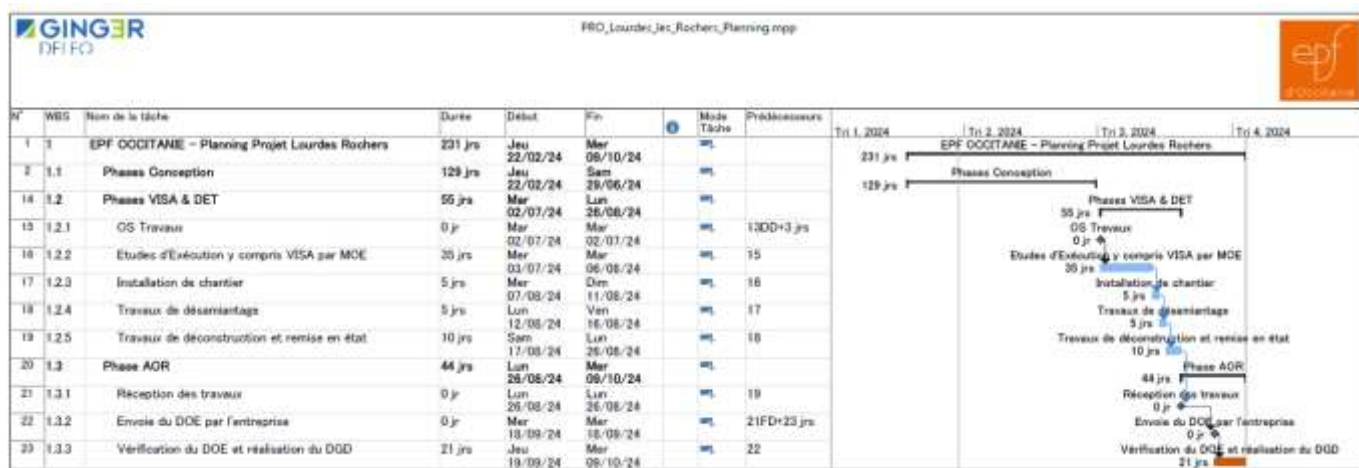 GINGER
DELEO
PRO_Lourdes_les_Rochers_Planning.mpp
epf
d'Occitanie
N° WBS Nom de la tâche Durée Début Fin Mode Tâche Prédécesseurs Tri 1, 2024 Tri 2, 2024 Tri 3, 2024 Tri 4, 2024
1 1 EPF OCCITANIE - Planning Projet Lourdes Rochers 231 jrs Jeu 22/02/24 Mer 09/10/24
EPF OCCITANIE - Planning Projet Lourdes Rochers
231 jrs
2 1.1 Phases Conception 129 jrs Jeu 22/02/24 Sam 29/06/24
Phases Conception
129 jrs
14 1.2 Phases VISA & DET 55 jrs Mar 02/07/24 Lun 26/08/24
Phases VISA & DET
55 jrs
15 1.2.1 OS Travaux 0 jr Mar 02/07/24 Mar 02/07/24 13DD+3 jrs
OS Travaux
0 jr
16 1.2.2 Etudes d'Exécution y compris VISA par MOE 35 jrs Mer 03/07/24 Mar 06/08/24 15
Etudes d'Exécution y compris VISA par MOE
35 jrs
17 1.2.3 Installation de chantier 5 jrs Mer 07/08/24 Dim 11/08/24 16
Installation de chantier
5 jrs
18 1.2.4 Travaux de désamiantage 5 jrs Lun 12/08/24 Ven 16/08/24 17
Travaux de désamiantage
5 jrs
19 1.2.5 Travaux de déconstruction et remise en état 10 jrs Sam 17/08/24 Lun 26/08/24 18
Travaux de déconstruction et remise en état
10 jrs
20 1.3 Phase AOR 44 jrs Lun 26/08/24 Mer 09/10/24
Phase AOR
44 jrs
21 1.3.1 Réception des travaux 0 jr Lun 26/08/24 Lun 26/08/24 19
Réception des travaux
0 jr
22 1.3.2 Envoie du DOE par l'entreprise 0 jr Mer 18/09/24 Mer 18/09/24 21FD+23 jrs
Envoie du DOE par l'entreprise
0 jr
23 1.3.3 Vérification du DOE et réalisation du DGD 21 jrs Jeu 19/09/24 Mer 09/10/24 22
Vérification du DOE et réalisation du DGD
21 jrs